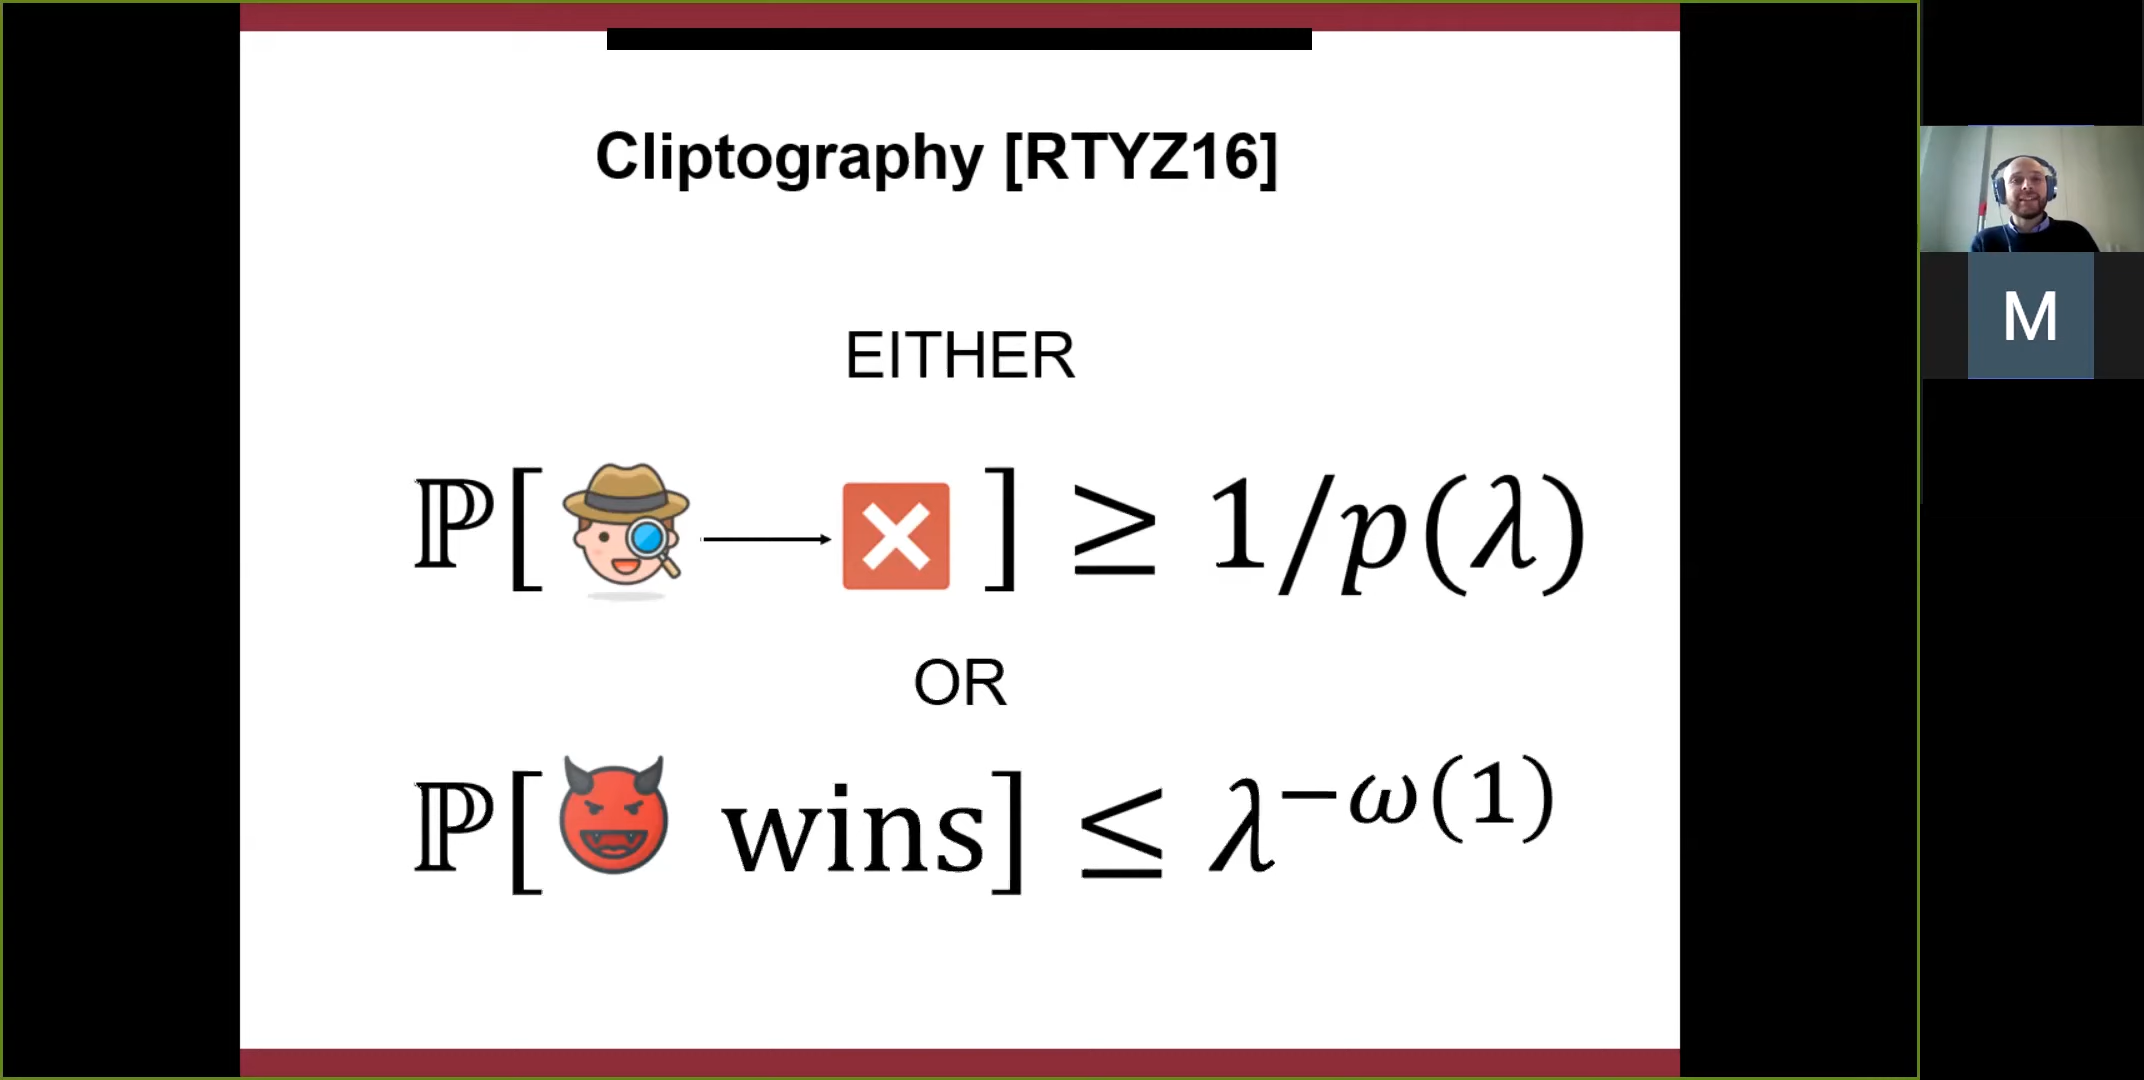 Cliptography [RTYZ16]
EITHER
ℙ[ ] ≥ 1/p(λ)
OR
ℙ[ wins] ≤ λ^{−ω(1)}
M